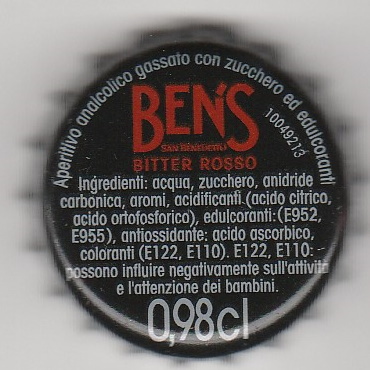 Aperitivo analcolico gassato con zucchero ed edulcoranti
10049213
BEN'S
SAN BENEDETTO
BITTER ROSSO
Ingredienti: acqua, zucchero, anidride
carbonica, aromi, acidificanti (acido citrico,
acido ortofosforico), edulcoranti:(E952,
E955), antiossidante: acido ascorbico,
coloranti (E122, E110). E122, E110:
possono influire negativamente sull'attività
e l'attenzione dei bambini.
0,98cl